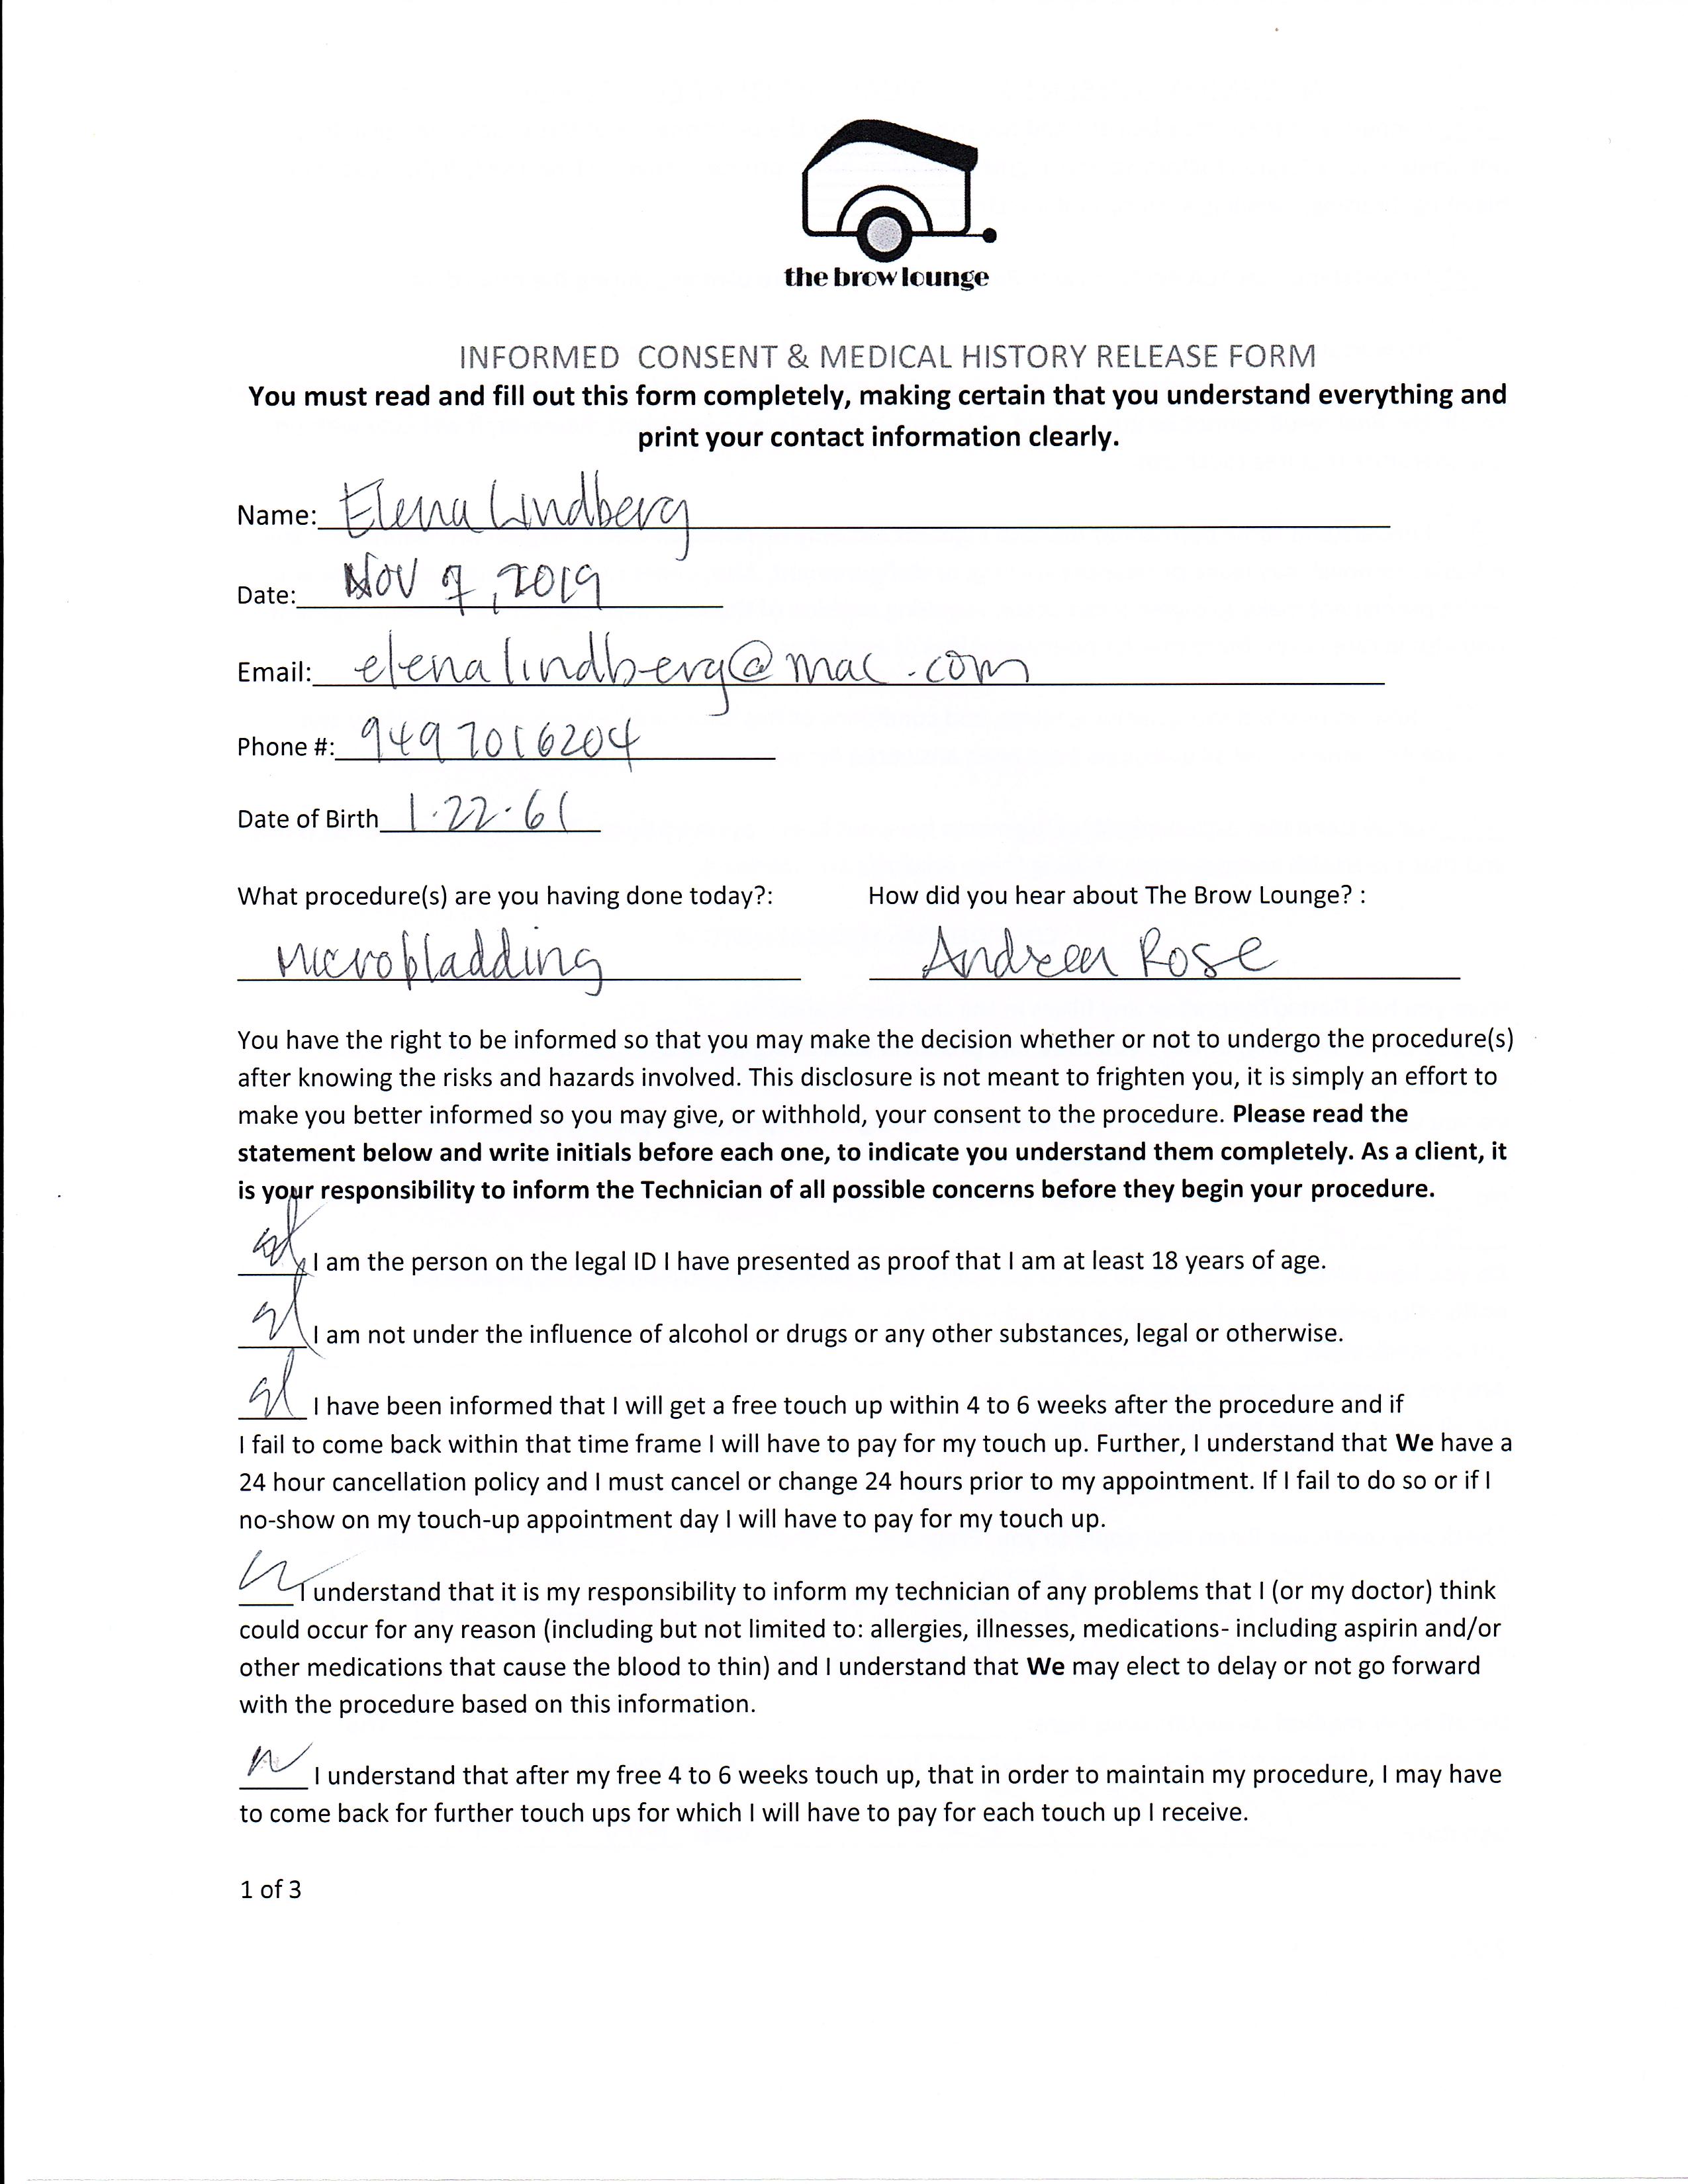 the brow lounge
INFORMED CONSENT & MEDICAL HISTORY RELEASE FORM
You must read and fill out this form completely, making certain that you understand everything and
print your contact information clearly.
Name: Elena Lindberg
Date: Nov 7, 2019
Email: elenalindberg@mac.com
Phone #: 9497016204
Date of Birth 1.22.61
What procedure(s) are you having done today?: How did you hear about The Brow Lounge? :
Microbladding Andrea Rose
You have the right to be informed so that you may make the decision whether or not to undergo the procedure(s)
after knowing the risks and hazards involved. This disclosure is not meant to frighten you, it is simply an effort to
make you better informed so you may give, or withhold, your consent to the procedure. Please read the
statement below and write initials before each one, to indicate you understand them completely. As a client, it
is your responsibility to inform the Technician of all possible concerns before they begin your procedure.
I am the person on the legal ID I have presented as proof that I am at least 18 years of age.
I am not under the influence of alcohol or drugs or any other substances, legal or otherwise.
I have been informed that I will get a free touch up within 4 to 6 weeks after the procedure and if
I fail to come back within that time frame I will have to pay for my touch up. Further, I understand that We have a
24 hour cancellation policy and I must cancel or change 24 hours prior to my appointment. If I fail to do so or if I
no-show on my touch-up appointment day I will have to pay for my touch up.
I understand that it is my responsibility to inform my technician of any problems that I (or my doctor) think
could occur for any reason (including but not limited to: allergies, illnesses, medications- including aspirin and/or
other medications that cause the blood to thin) and I understand that We may elect to delay or not go forward
with the procedure based on this information.
I understand that after my free 4 to 6 weeks touch up, that in order to maintain my procedure, I may have
to come back for further touch ups for which I will have to pay for each touch up I receive.
1 of 3